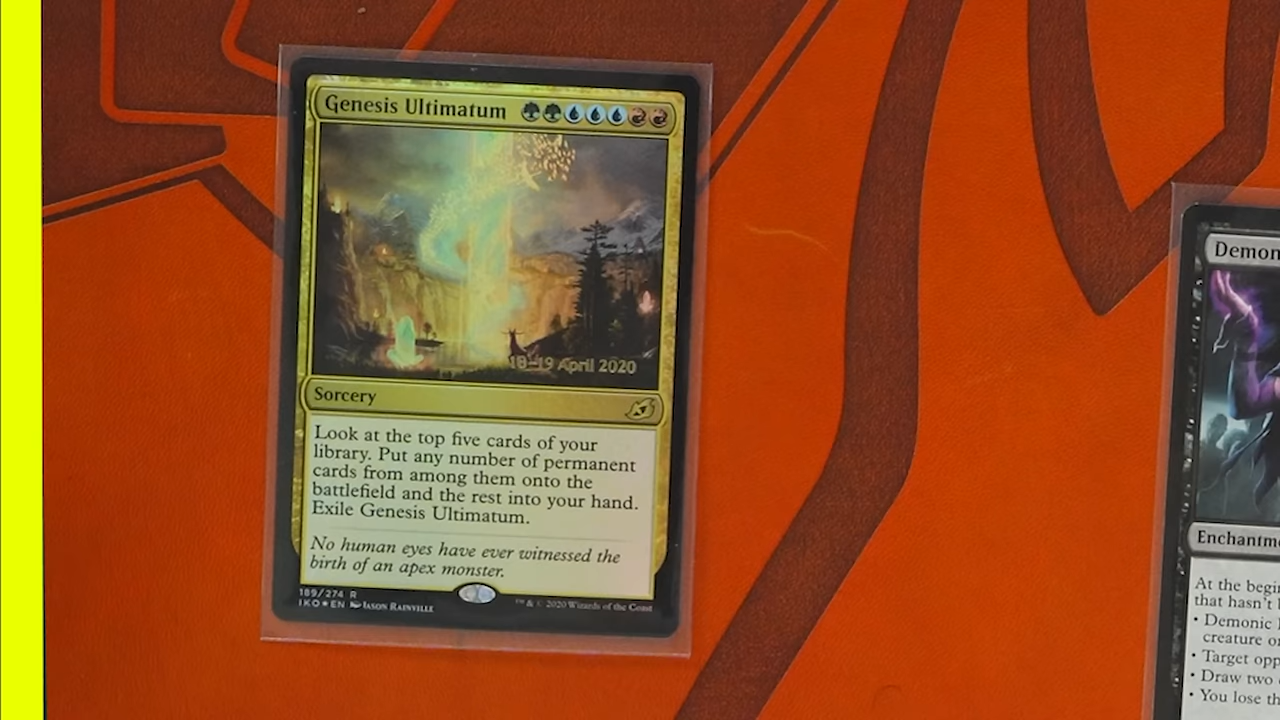 Genesis Ultimatum
18-19 April 2020
Sorcery
Look at the top five cards of your
library. Put any number of permanent
cards from among them onto the
battlefield and the rest into your hand.
Exile Genesis Ultimatum.
No human eyes have ever witnessed the
birth of an apex monster.
189/274 R
IKO★EN Jason Rainville
™ & © 2020 Wizards of the Coast
Demon
Enchantme
At the begi
that hasn't
• Demonic
creature o
• Target opp
• Draw two
• You lose th